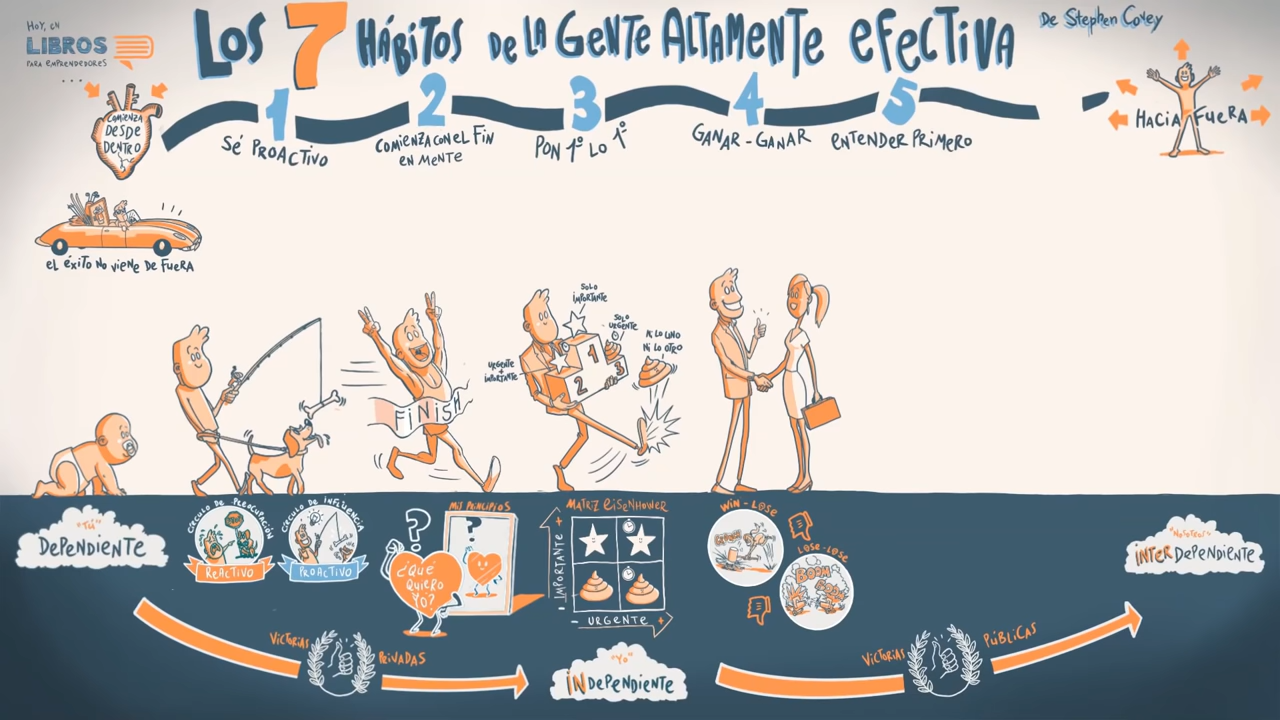 Hoy, en
LIBROS
PARA EMPRENDEDORES
Los 7 HÁBITOS DE LA GENTE ALTAMENTE EFECTIVA
De Stephen Covey
COMIENZA
DESDE
DENTRO
1
SÉ PROACTIVO
2
COMIENZA CON EL FIN
EN MENTE
3
PON 1º LO 1º
4
GANAR - GANAR
5
ENTENDER PRIMERO
HACIA FUERA
EL ÉXITO NO VIENE DE FUERA
FINISH
SOLO
IMPORTANTE
SOLO
URGENTE
NI LO UNO
NI LO OTRO
URGENTE
+
IMPORTANTE
1
2
3
"TÚ"
DEPENDIENTE
CÍRCULO DE PREOCUPACIÓN
REACTIVO
CÍRCULO DE INFLUENCIA
PROACTIVO
?
¿QUÉ
QUIERO
YO?
MIS PRINCIPIOS
?
MATRIZ EISENHOWER
- IMPORTANTE +
- URGENTE +
WIN - LOSE
LOSE-LOSE
BOOM
"NOSOTROS"
INTERDEPENDIENTE
VICTORIAS PRIVADAS
"YO"
INDEPENDIENTE
VICTORIAS PÚBLICAS